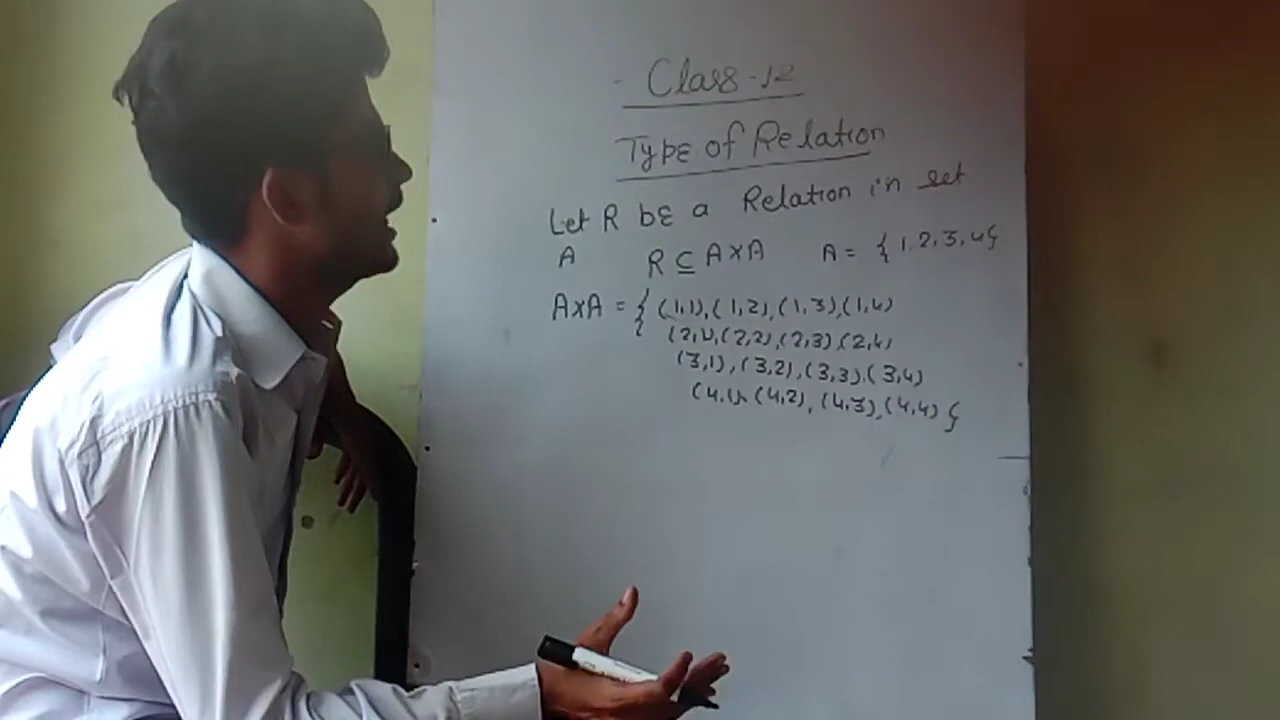 Class-12
Type of Relation
Let R be a Relation in set
A R ⊆ A×A A = {1,2,3,4}
A×A = { (1,1), (1,2), (1,3), (1,4)
(2,1), (2,2), (2,3), (2,4)
(3,1), (3,2), (3,3), (3,4)
(4,1), (4,2), (4,3), (4,4) }